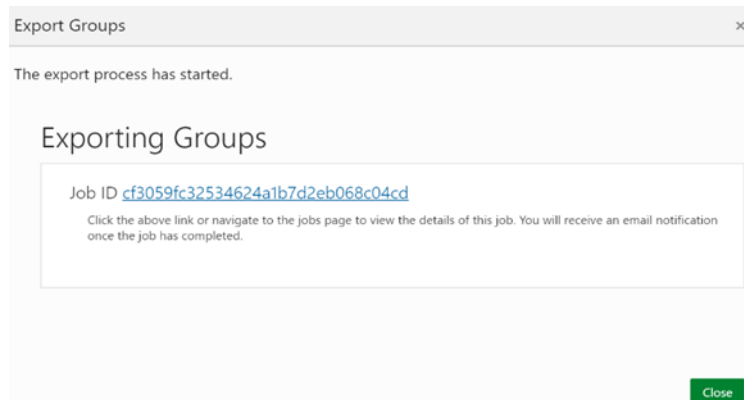 Export Groups ×
The export process has started.
Exporting Groups
Job ID cf3059fc32534624a1b7d2eb068c04cd
Click the above link or navigate to the jobs page to view the details of this job. You will receive an email notification
once the job has completed.
Close